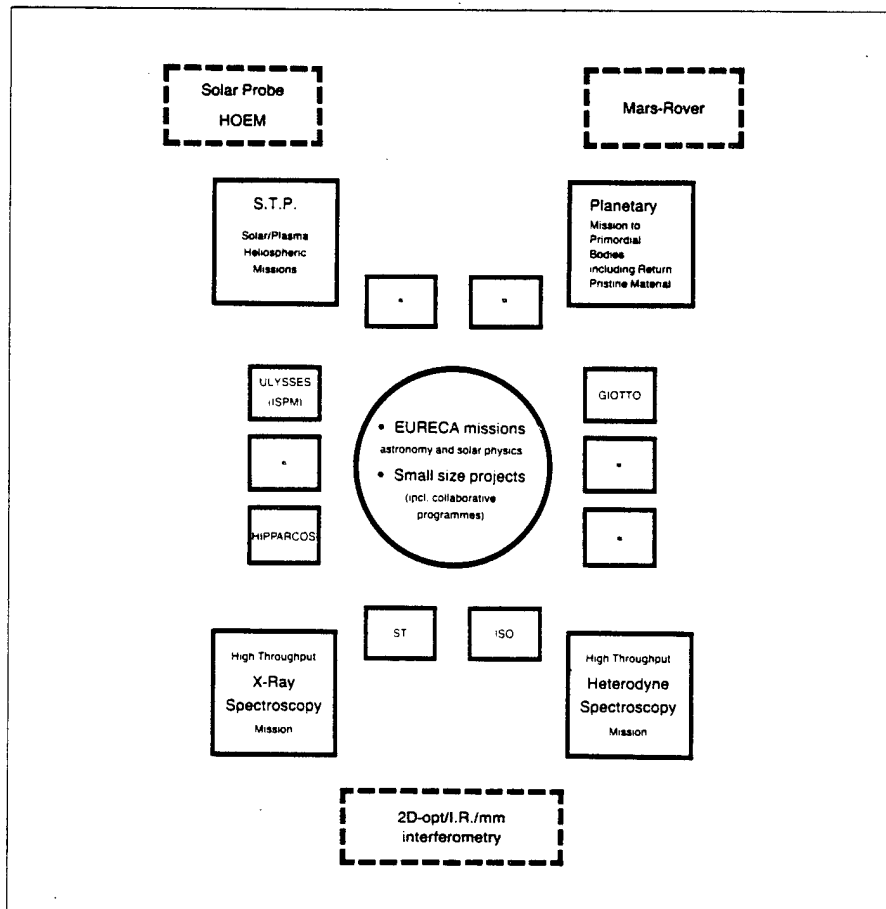 Solar Probe
HOEM
Mars-Rover
S.T.P.
Solar/Plasma
Heliospheric
Missions
Planetary
Mission to
Primordial
Bodies
including Return
Pristine Material
ULYSSES
(ISPM)
GIOTTO
• EURECA missions
astronomy and solar physics
• Small size projects
(incl. collaborative
programmes)
HIPPARCOS
ST
ISO
High Throughput
X-Ray
Spectroscopy
Mission
High Throughput
Heterodyne
Spectroscopy
Mission
2D-opt/I.R./mm
interferometry